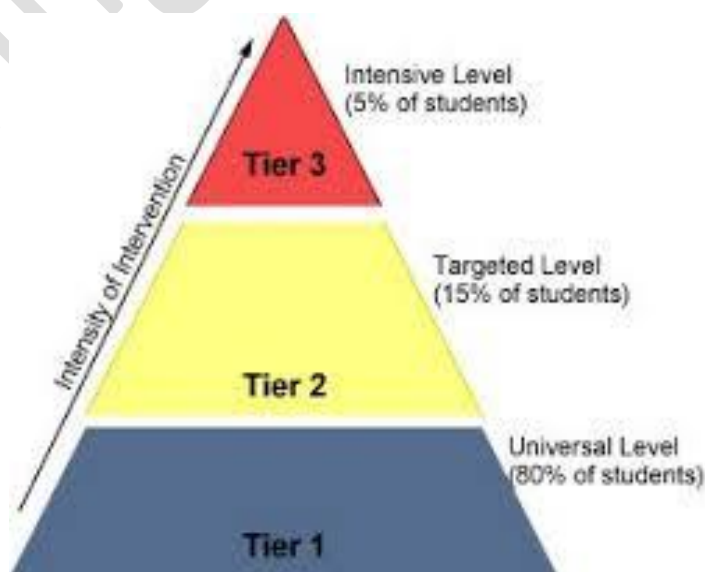 Intensive Level
(5% of students)
Tier 3
Intensity of Intervention
Targeted Level
(15% of students)
Tier 2
Universal Level
(80% of students)
Tier 1